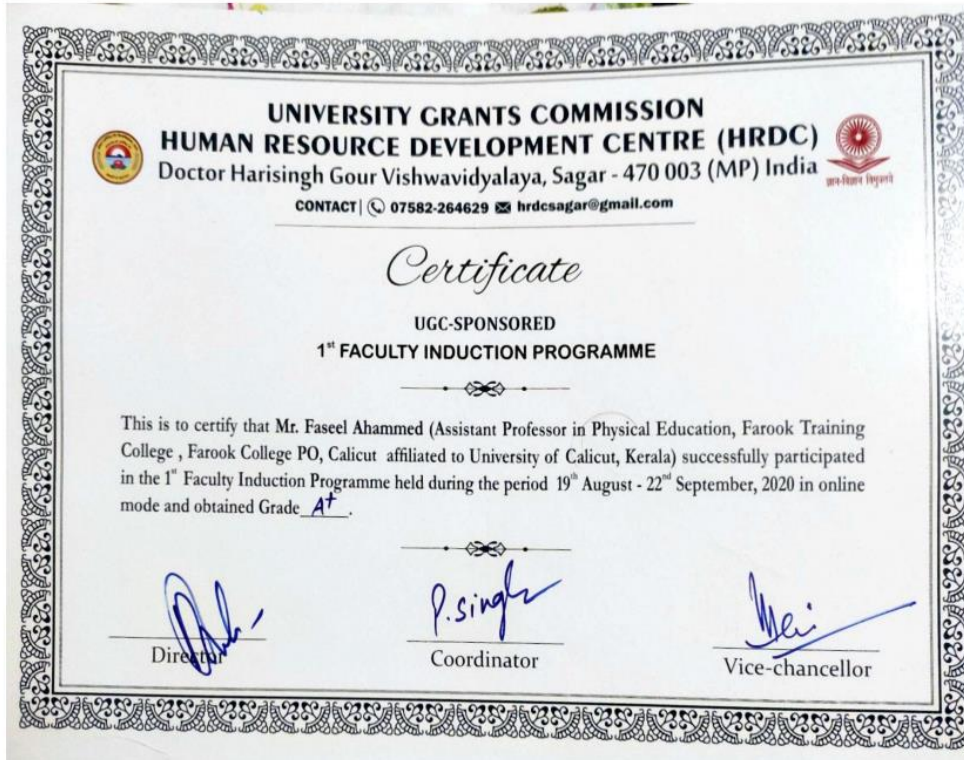 UNIVERSITY GRANTS COMMISSION
HUMAN RESOURCE DEVELOPMENT CENTRE (HRDC)
Doctor Harisingh Gour Vishwavidyalaya, Sagar - 470 003 (MP) India
ज्ञान-विज्ञान विमुक्तये
CONTACT| 07582-264629 hrdcsagar@gmail.com
Certificate
UGC-SPONSORED
1st FACULTY INDUCTION PROGRAMME
This is to certify that Mr. Faseel Ahammed (Assistant Professor in Physical Education, Farook Training
College , Farook College PO, Calicut affiliated to University of Calicut, Kerala) successfully participated
in the 1st Faculty Induction Programme held during the period 19th August - 22nd September, 2020 in online
mode and obtained Grade A+.
P.Singh
Director
Coordinator
Vice-chancellor